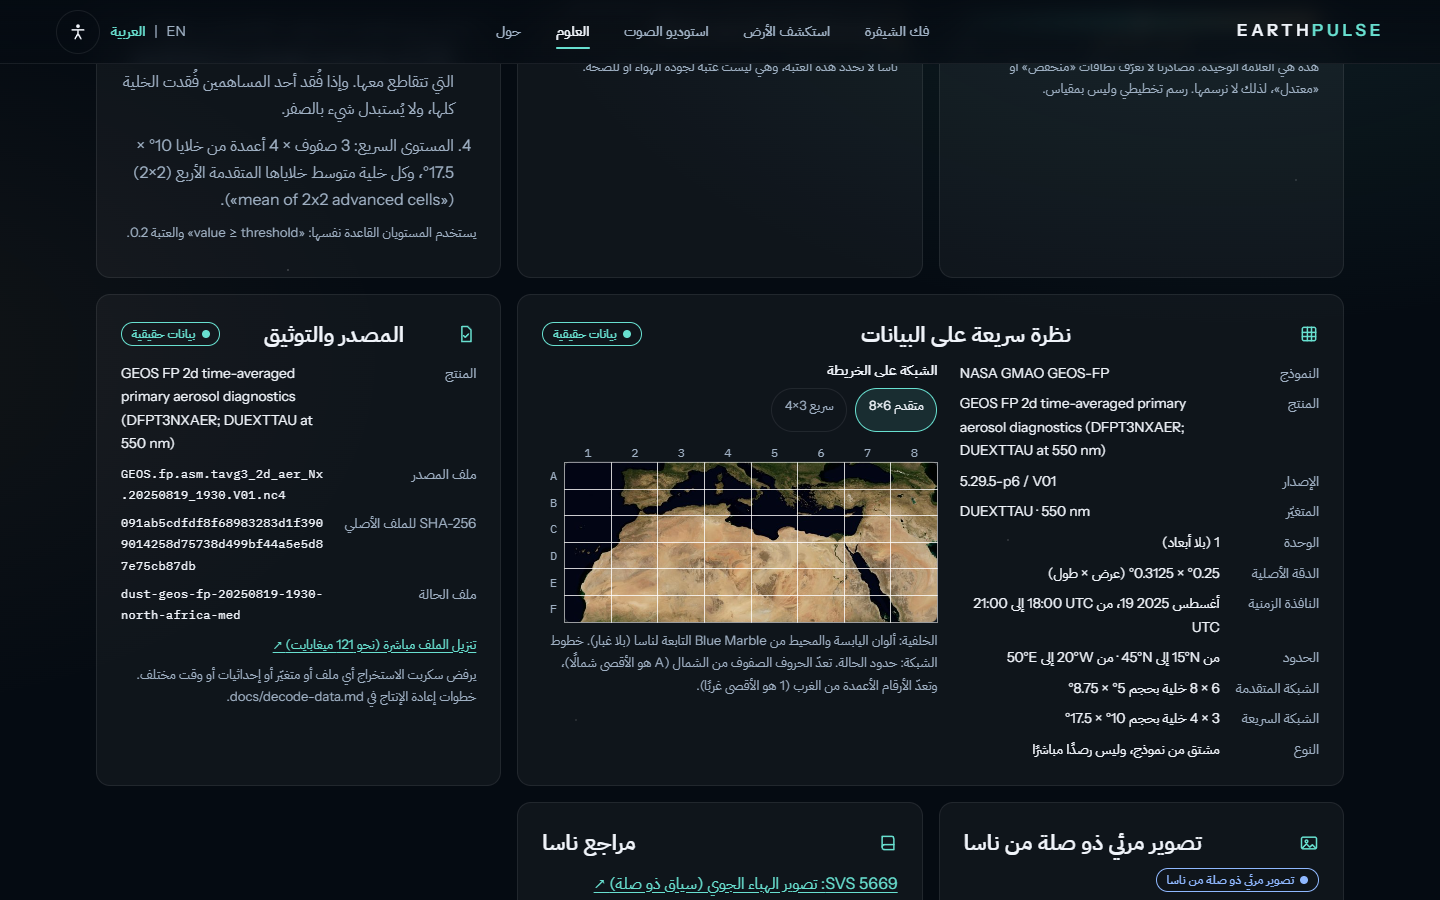 EARTHPULSE
فك الشيفرة
استكشف الأرض
استوديو الصوت
العلوم
حول
EN | العربية
هذه هي العلامة الوحيدة. مصادرنا لا تعرّف نطاقات «منخفض» أو
«معتدل»، لذلك لا نرسمها. رسم تخطيطي وليس بمقياس.
ناسا لا تحدد هذه العتبة، وهي ليست عتبة لجودة الهواء أو للصحة.
التي تتقاطع معها. وإذا فُقد أحد المساهمين فُقدت الخلية
كلها، ولا يُستبدل شيء بالصفر.
4. المستوى السريع: 3 صفوف × 4 أعمدة من خلايا 10° ×
17.5°، وكل خلية متوسط خلاياها المتقدمة الأربع (2×2)
(«mean of 2x2 advanced cells»).
يستخدم المستويان القاعدة نفسها: «value ≥ threshold» والعتبة 0.2.
نظرة سريعة على البيانات
بيانات حقيقية
النموذج
NASA GMAO GEOS-FP
المنتج
GEOS FP 2d time-averaged primary
aerosol diagnostics (DFPT3NXAER;
DUEXTTAU at 550 nm)
الإصدار
5.29.5-p6 / V01
المتغيّر
DUEXTTAU · 550 nm
الوحدة
1 (بلا أبعاد)
الدقة الأصلية
0.25° × 0.3125° (عرض × طول)
النافذة الزمنية
19 أغسطس 2025، من 18:00 UTC إلى 21:00
UTC
الحدود
من 15°N إلى 45°N · من 20°W إلى 50°E
الشبكة المتقدمة
6 × 8 خلية بحجم 5° × 8.75°
الشبكة السريعة
3 × 4 خلية بحجم 10° × 17.5°
النوع
مشتق من نموذج، وليس رصدًا مباشرًا
الشبكة على الخريطة
متقدم 6×8
سريع 3×4
1 2 3 4 5 6 7 8
A
B
C
D
E
F
الخلفية: ألوان اليابسة والمحيط من Blue Marble التابعة لناسا (بلا غبار). خطوط
الشبكة: حدود الحالة. تعدّ الحروف الصفوف من الشمال (A هو الأقصى شمالًا)،
وتعدّ الأرقام الأعمدة من الغرب (1 هو الأقصى غربًا).
المصدر والتوثيق
بيانات حقيقية
المنتج
GEOS FP 2d time-averaged
primary aerosol diagnostics
(DFPT3NXAER; DUEXTTAU at
550 nm)
ملف المصدر
GEOS.fp.asm.tavg3_2d_aer_Nx
.20250819_1930.V01.nc4
SHA-256 للملف الأصلي
091ab5cdfdf8f68983283d1f390
9014258d75738d499bf44a5e5d8
7e75cb87db
ملف الحالة
dust-geos-fp-20250819-1930-
north-africa-med
تنزيل الملف مباشرة (نحو 121 ميغابايت) ↗
يرفض سكربت الاستخراج أي ملف أو متغيّر أو إحداثيات أو وقت مختلف.
خطوات إعادة الإنتاج في docs/decode-data.md.
تصوير مرئي ذو صلة من ناسا
تصوير مرئي ذو صلة من ناسا
مراجع ناسا
SVS 5669: تصوير الهباء الجوي (سياق ذو صلة) ↗